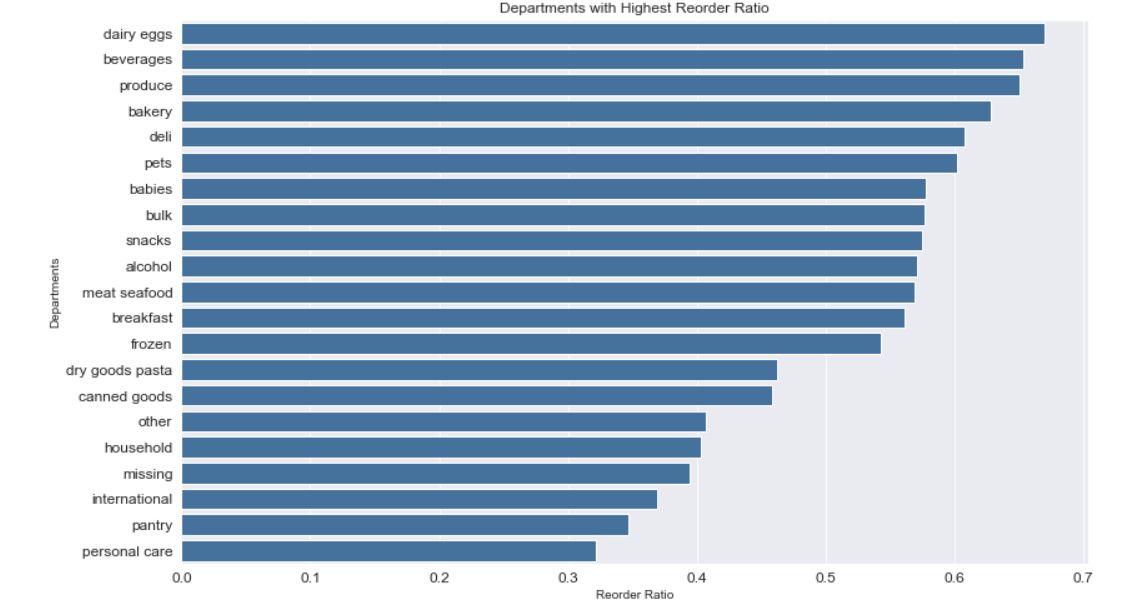 Departments with Highest Reorder Ratio
dairy eggs
beverages
produce
bakery
deli
pets
babies
bulk
snacks
alcohol
meat seafood
breakfast
frozen
dry goods pasta
canned goods
other
household
missing
international
pantry
personal care
Departments
0.0 0.1 0.2 0.3 0.4 0.5 0.6 0.7
Reorder Ratio